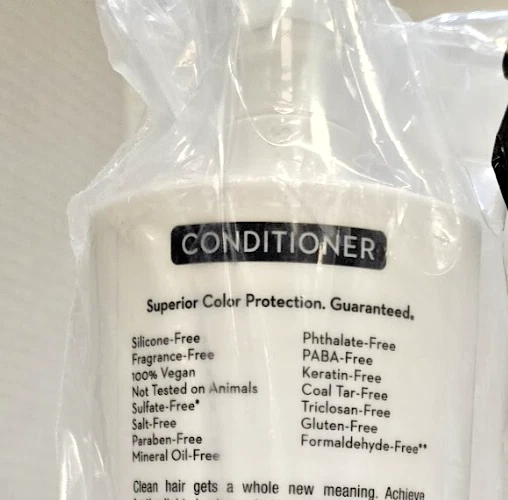 CONDITIONER
Superior Color Protection. Guaranteed.
Silicone-Free
Fragrance-Free
100% Vegan
Not Tested on Animals
Sulfate-Free*
Salt-Free
Paraben-Free
Mineral Oil-Free
Phthalate-Free
PABA-Free
Keratin-Free
Coal Tar-Free
Triclosan-Free
Gluten-Free
Formaldehyde-Free**
Clean hair gets a whole new meaning. Achieve